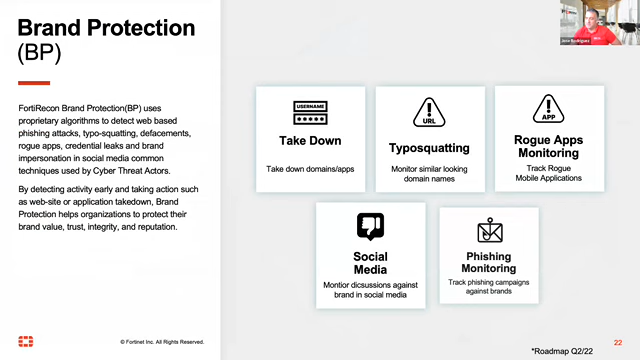 Brand Protection
(BP)
FortiRecon Brand Protection(BP) uses
proprietary algorithms to detect web based
phishing attacks, typo-squatting, defacements,
rogue apps, credential leaks and brand
impersonation in social media common
techniques used by Cyber Threat Actors.
By detecting activity early and taking action such
as web-site or application takedown, Brand
Protection helps organizations to protect their
brand value, trust, integrity, and reputation.
USERNAME
Take Down
Take down domains/apps
URL
Typosquatting
Monitor similar looking
domain names
APP
Rogue Apps
Monitoring
Track Rogue
Mobile Applications
Social
Media
Montior dicsussions against
brand in social media
Phishing
Monitoring
Track phishing campaigns
against brands
© Fortinet Inc. All Rights Reserved.
22
*Roadmap Q2/22